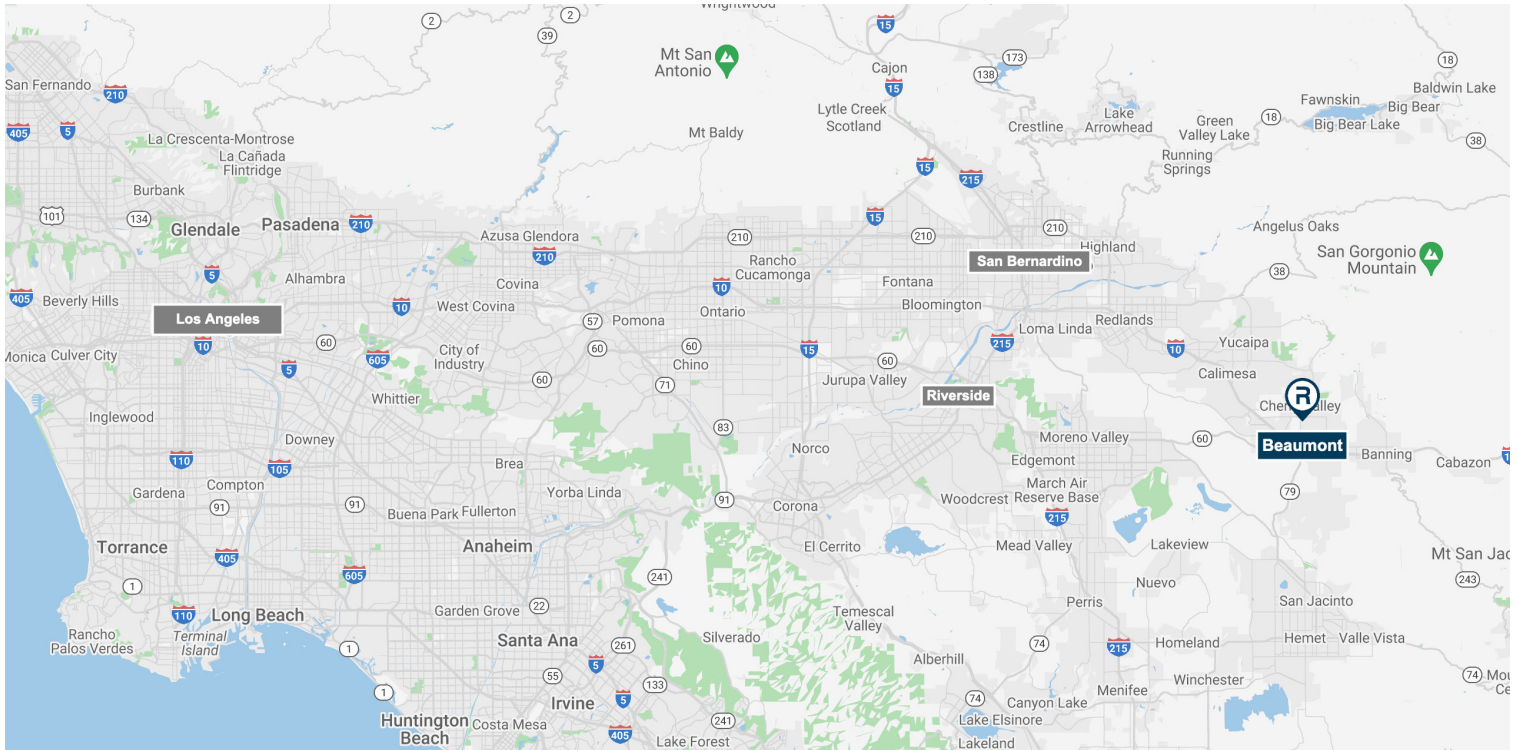 Wrightwood
2
2
15
39
Mt San
Antonio
173
Cajon
138
18
San Fernando
210
15
Baldwin Lake
Fawnskin
Big Bear
Lytle Creek
Scotland
Lake
Arrowhead
Big Bear Lake
18
Green
Valley Lake
405
5
Mt Baldy
Crestline
La Crescenta-Montrose
38
La Cañada
Flintridge
Running
Springs
15
215
Burbank
101
134
Glendale
Pasadena
210
15
Azusa
Glendora
210
210
210
Angelus Oaks
Highland
210
Rancho
Cucamonga
San Bernardino
San Gorgonio
Mountain
5
38
Alhambra
Covina
Fontana
10
405
Beverly Hills
10
West Covina
Bloomington
Los Angeles
57
Pomona
Ontario
Redlands
Loma Linda
10
60
60
60
215
Yucaipa
Monica
Culver City
605
City of
Industry
15
10
5
Chino
60
Calimesa
60
71
Jurupa Valley
Whittier
Riverside
R
Cherry Valley
Inglewood
83
Downey
Norco
Moreno Valley
60
Beaumont
Banning
110
105
Brea
Edgemont
Cabazon
1
Compton
Gardena
Yorba Linda
91
March Air
Reserve Base
Woodcrest
79
91
91
Buena Park
Fullerton
Corona
215
Torrance
405
Anaheim
El Cerrito
Mead Valley
Lakeview
Mt San Jac
605
241
Nuevo
243
1
110
Long Beach
Garden Grove
22
Perris
San Jacinto
Temescal
Valley
Rancho
Palos Verdes
Terminal
Island
Santa Ana
261
Silverado
74
Homeland
Hemet
Valle Vista
1
215
5
Alberhill
55
133
74
Mou
Ce
Winchester
1
5
Irvine
74
Canyon Lake
Menifee
Huntington
Beach
Costa Mesa
241
405
Lake Forest
Lake Elsinore
Lakeland